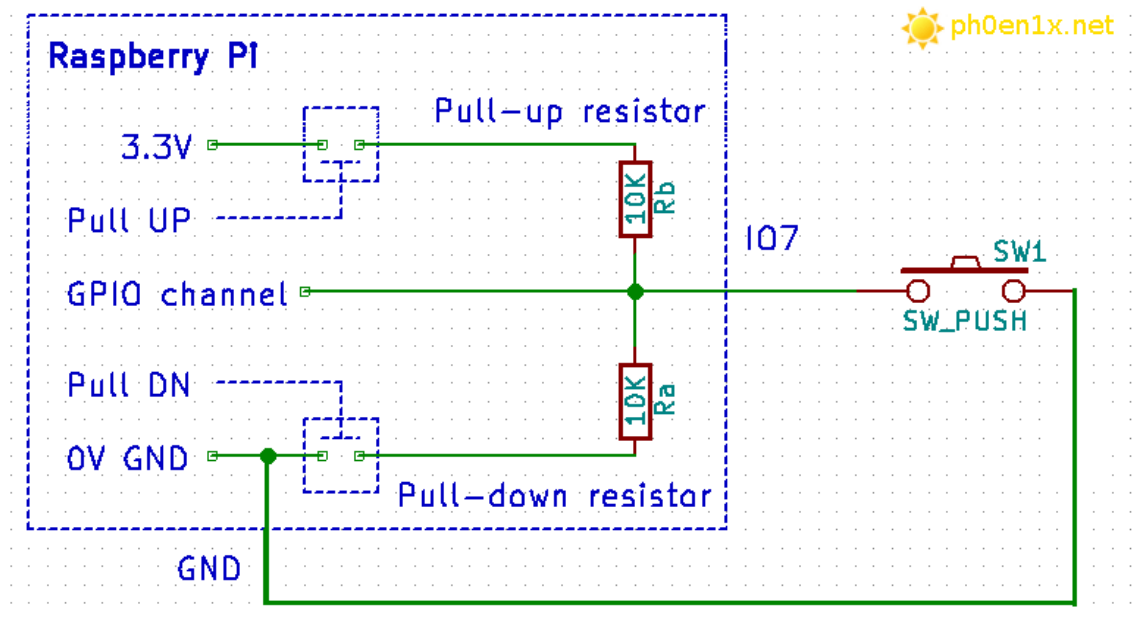 ph0en1x.net
Raspberry Pi
Pull-up resistor
3.3V
10K
Rb
Pull UP
IO7
SW1
GPIO channel
SW_PUSH
Pull DN
10K
Ra
0V GND
Pull-down resistor
GND